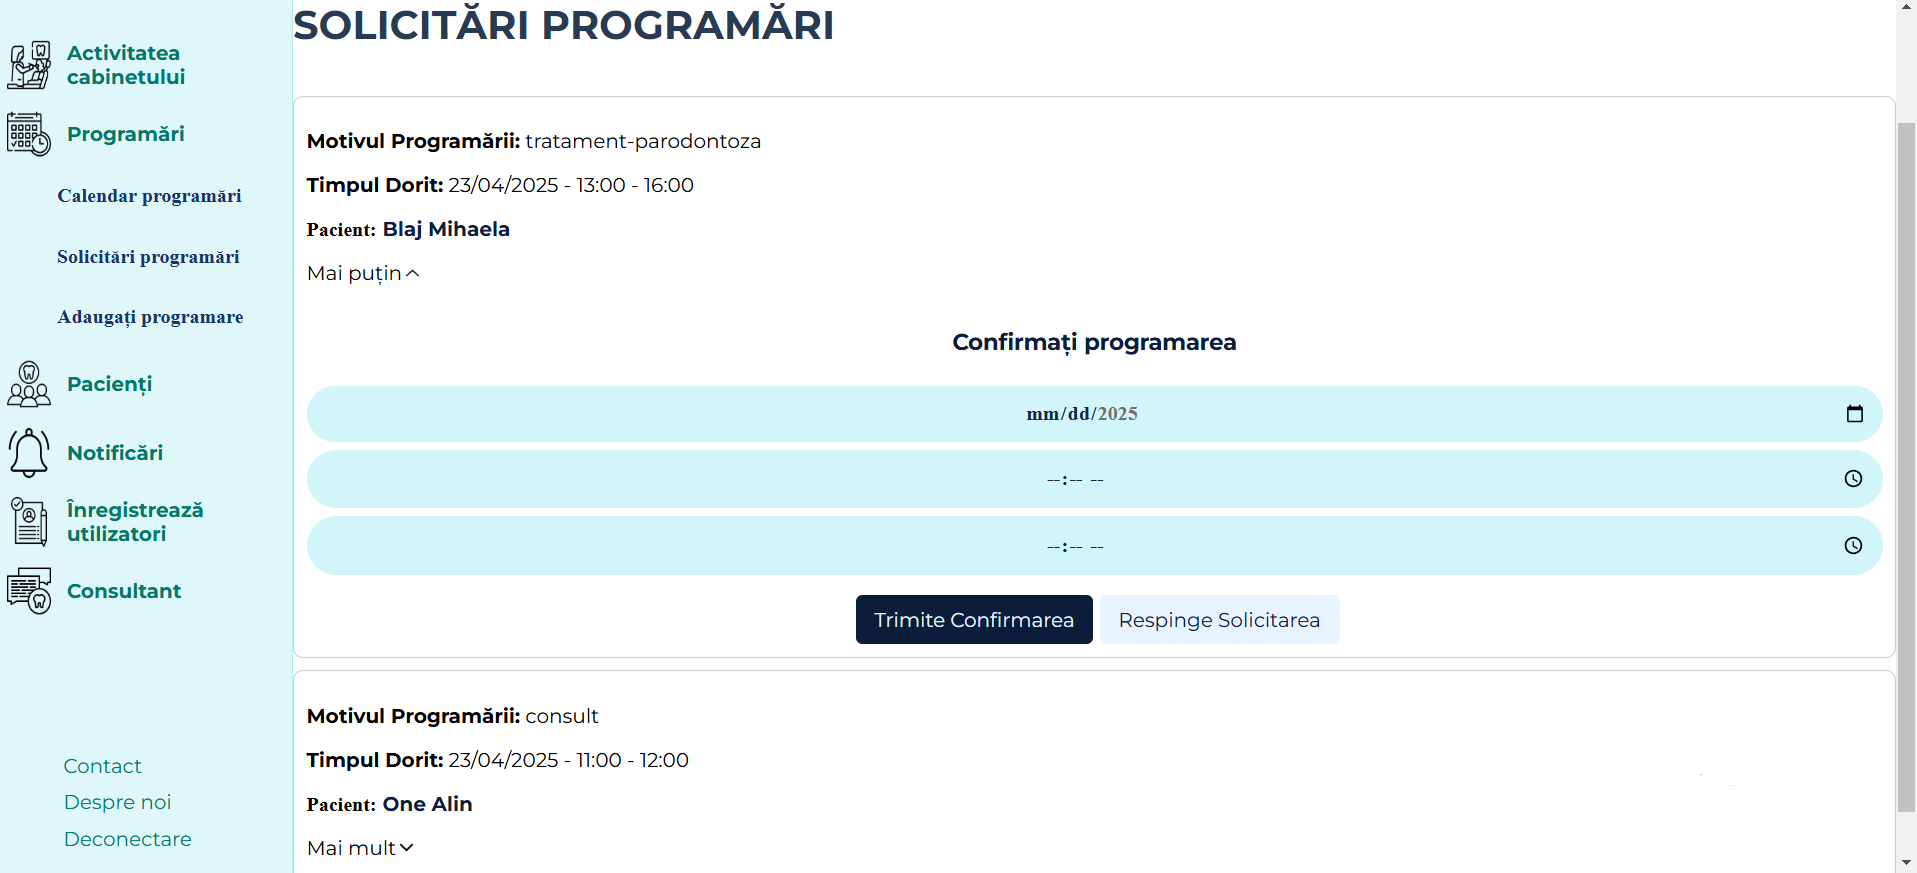 Activitatea
cabinetului
Programări
Calendar programări
Solicitări programări
Adaugați programare
Pacienți
Notificări
Înregistrează
utilizatori
Consultant
Contact
Despre noi
Deconectare
SOLICITĂRI PROGRAMĂRI
Motivul Programării: tratament-parodontoza
Timpul Dorit: 23/04/2025 - 13:00 - 16:00
Pacient: Blaj Mihaela
Mai puțin
Confirmați programarea
mm/dd/2025
--:-- --
--:-- --
Trimite Confirmarea
Respinge Solicitarea
Motivul Programării: consult
Timpul Dorit: 23/04/2025 - 11:00 - 12:00
Pacient: One Alin
Mai mult